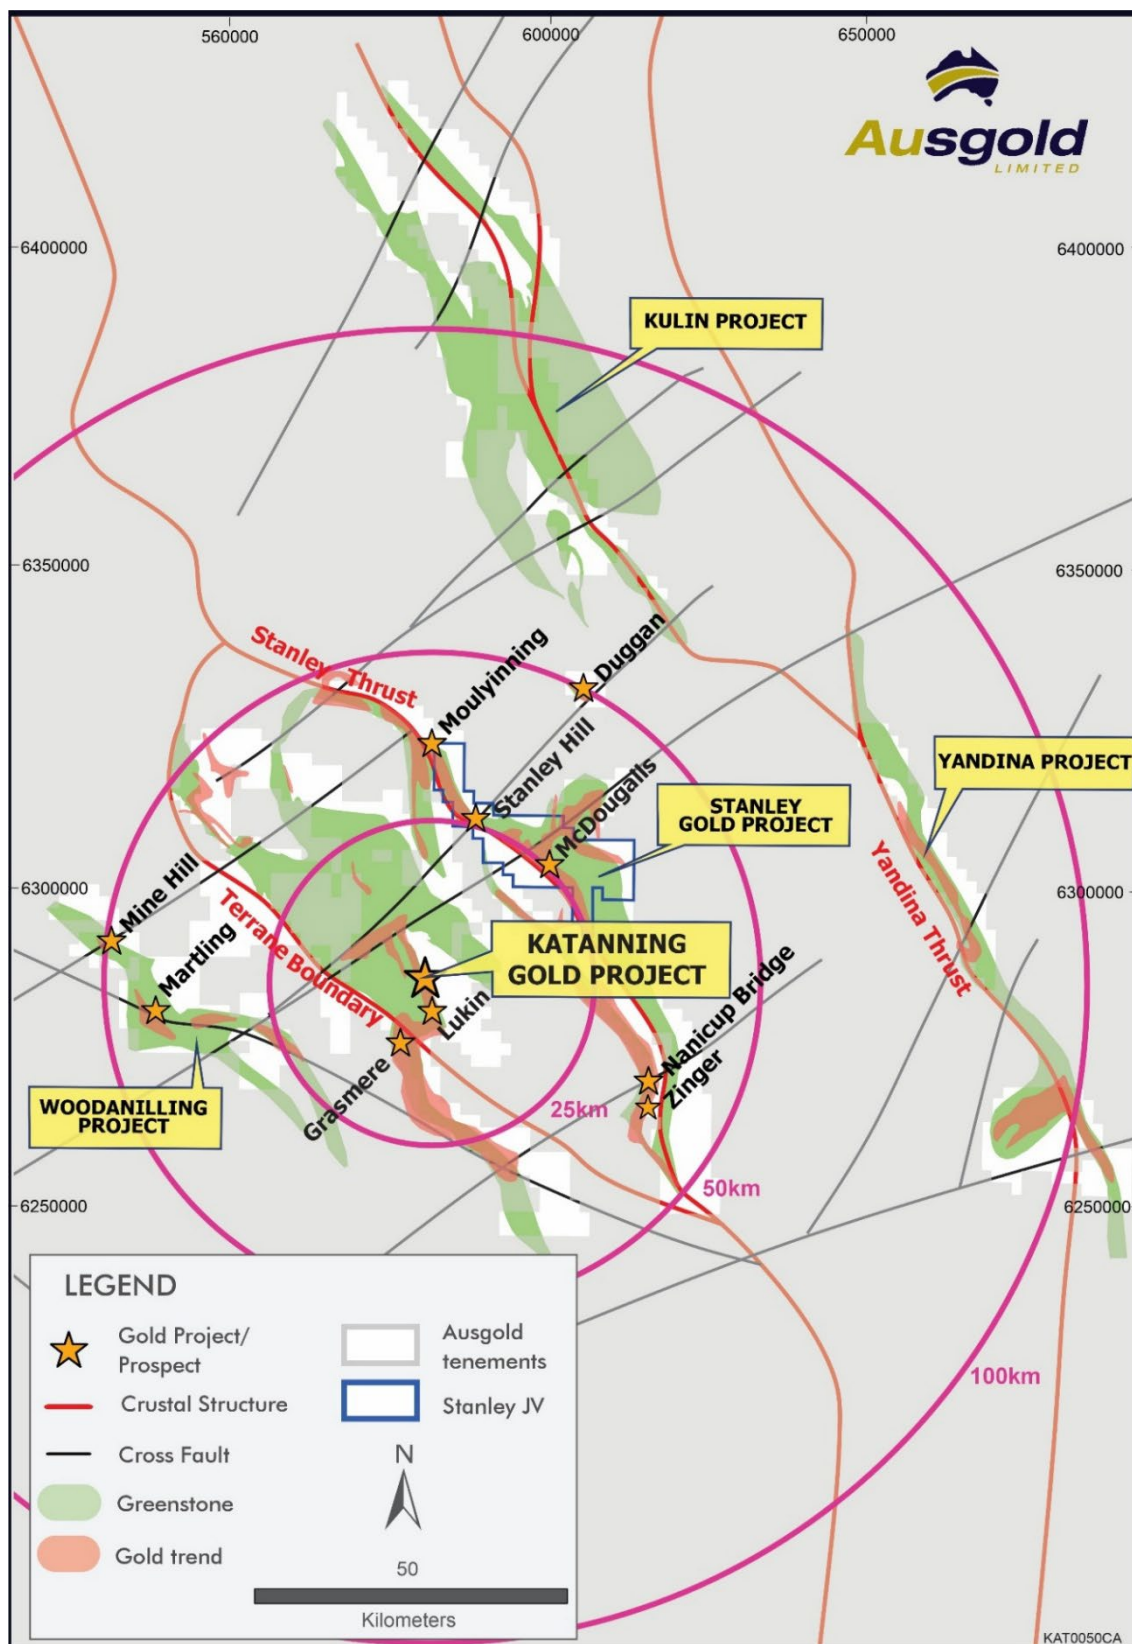 560000
600000
650000
Ausgold
LIMITED
6400000
6400000
KULIN PROJECT
6350000
6350000
Stanley Thrust
Moulyinning
Duggan
Stanley Hill
McDougalls
YANDINA PROJECT
STANLEY
GOLD PROJECT
6300000
6300000
Mine Hill
Martling
Terrane Boundary
Yandina Thrust
KATANNING
GOLD PROJECT
Lukin
Nanicup Bridge
Zinger
Grasmere
WOODANILLING
PROJECT
25km
50km
6250000
6250000
100km
LEGEND
Gold Project/
Prospect
Crustal Structure
Cross Fault
Greenstone
Gold trend
Ausgold
tenements
Stanley JV
N
50
Kilometers
KAT0050CA